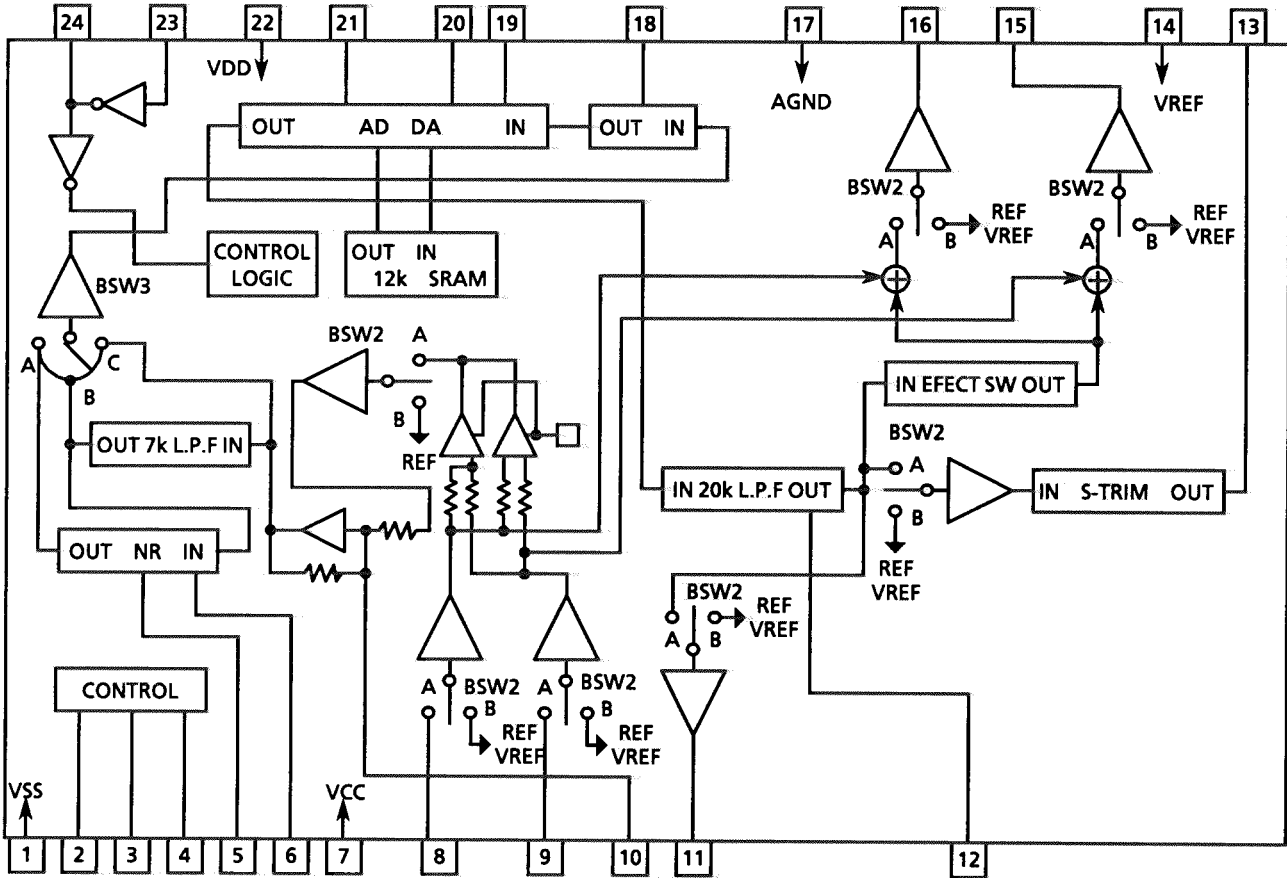 24 23 22 21 20 19 18 17 16 15 14 13
VDD
AGND
VREF
OUT AD DA IN
OUT IN
BSW2
A
B
REF
VREF
BSW2
A
B
REF
VREF
CONTROL
LOGIC
OUT IN
12k SRAM
BSW3
A
B
C
BSW2
A
B
REF
IN EFECT SW OUT
OUT 7k L.P.F IN
BSW2
A
B
REF
VREF
IN 20k L.P.F OUT
IN S-TRIM OUT
OUT NR IN
BSW2
A
B
REF
VREF
CONTROL
A
BSW2
B
REF
VREF
A
BSW2
B
REF
VREF
VSS
VCC
1 2 3 4 5 6 7 8 9 10 11 12